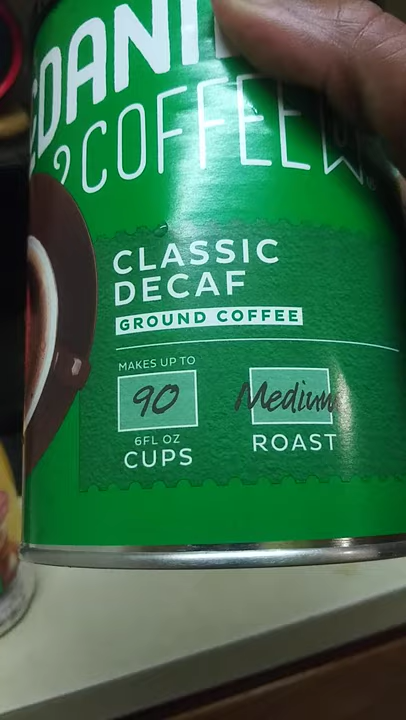 COFFEE
CLASSIC
DECAF
GROUND COFFEE
MAKES UP TO
90 Medium
6FL OZ
CUPS ROAST